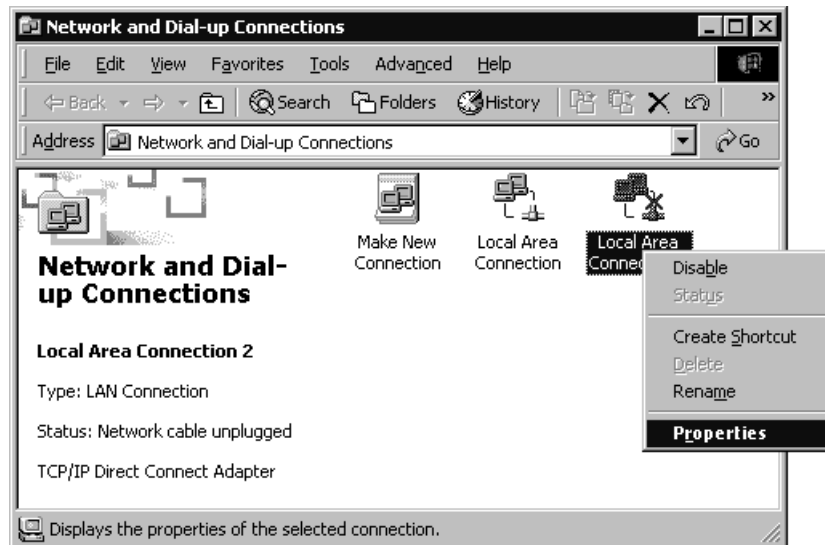 Network and Dial-up Connections
File Edit View Favorites Tools Advanced Help
Back Search Folders History »
Address Network and Dial-up Connections Go
Make New Connection
Local Area Connection
Local Area
Network and Dial-up Connections
Local Area Connection 2
Type: LAN Connection
Status: Network cable unplugged
TCP/IP Direct Connect Adapter
Disable
Status
Create Shortcut
Delete
Rename
Properties
Displays the properties of the selected connection.